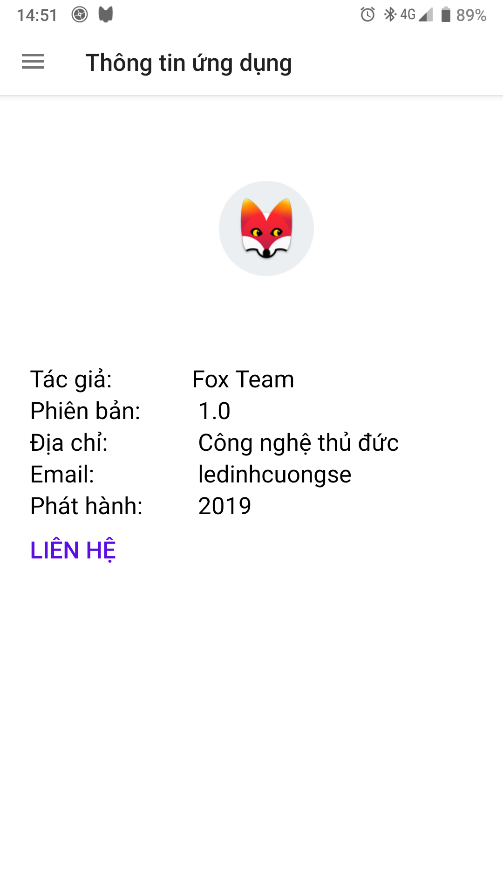 14:51 4G 89%
Thông tin ứng dụng
Tác giả: Fox Team
Phiên bản: 1.0
Địa chỉ: Công nghệ thủ đức
Email: ledinhcuongse
Phát hành: 2019
LIÊN HỆ